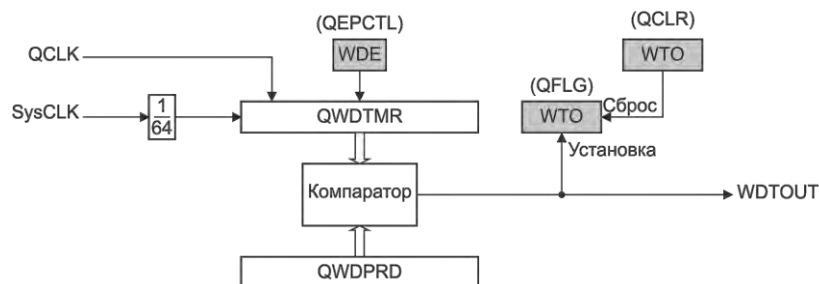 (QEPCTL)
(QCLR)
QCLK
WDE
WTO
(QFLG)
SysCLK
1
64
QWDTMR
WTO
Сброс
Установка
Компаратор
WDTOUT
QWDPRD